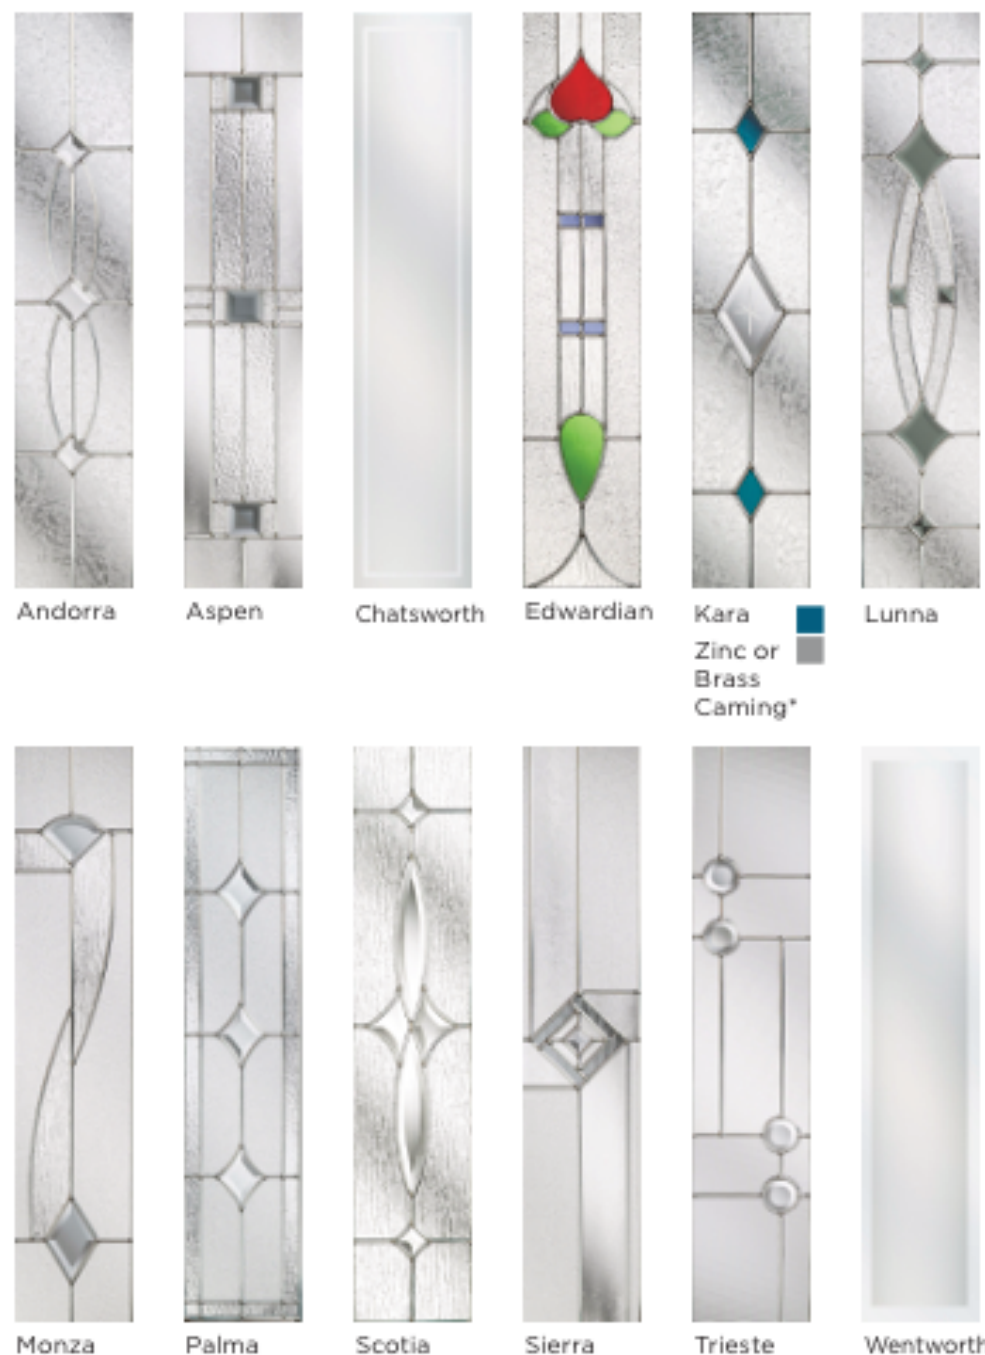 Andorra
Aspen
Chatsworth
Edwardian
Kara
Zinc or
Brass
Caming*
Lunna
Monza
Palma
Scotia
Sierra
Trieste
Wentworth